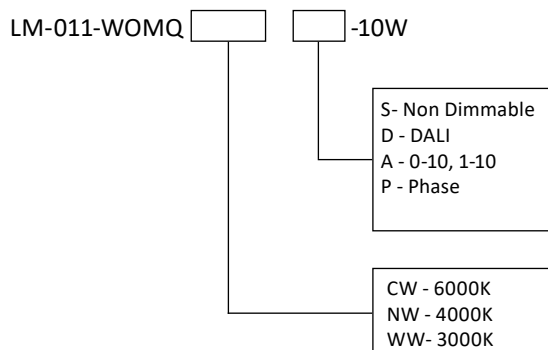 LM-011-WOMQ -10W
S- Non Dimmable
D - DALI
A - 0-10, 1-10
P - Phase
CW - 6000K
NW - 4000K
WW- 3000K